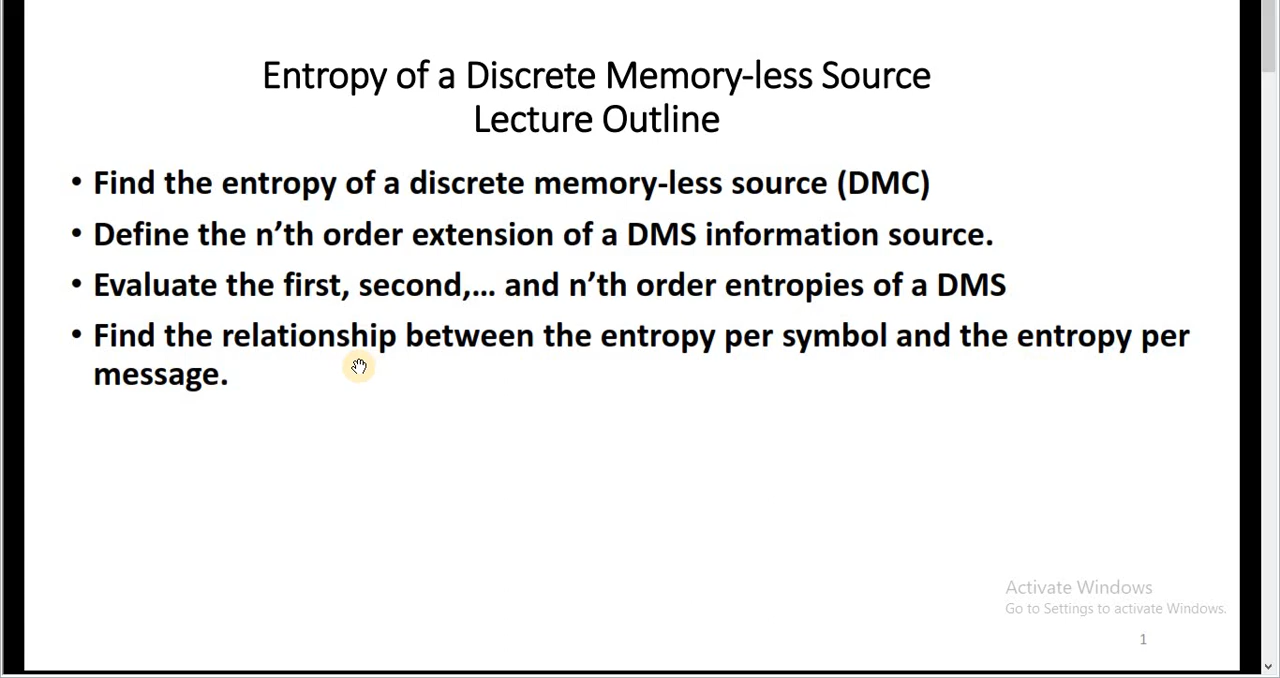 Entropy of a Discrete Memory-less Source
Lecture Outline
• Find the entropy of a discrete memory-less source (DMC)
• Define the n’th order extension of a DMS information source.
• Evaluate the first, second,... and n’th order entropies of a DMS
• Find the relationship between the entropy per symbol and the entropy per
message.
Activate Windows
Go to Settings to activate Windows.
1